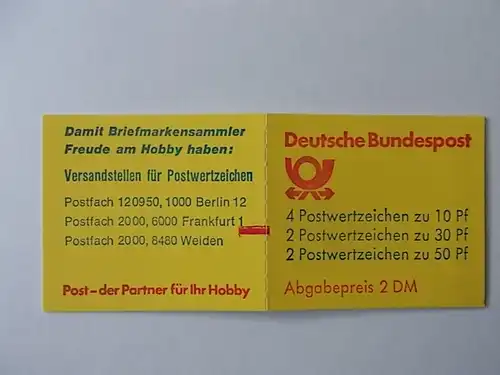 Damit Briefmarkensammler
Freude am Hobby haben:
Versandstellen für Postwertzeichen
Postfach 120950, 1000 Berlin 12
Postfach 2000, 6000 Frankfurt 1
Postfach 2000, 8480 Weiden
Post – der Partner für Ihr Hobby
Deutsche Bundespost
4 Postwertzeichen zu 10 Pf
2 Postwertzeichen zu 30 Pf
2 Postwertzeichen zu 50 Pf
Abgabepreis 2 DM